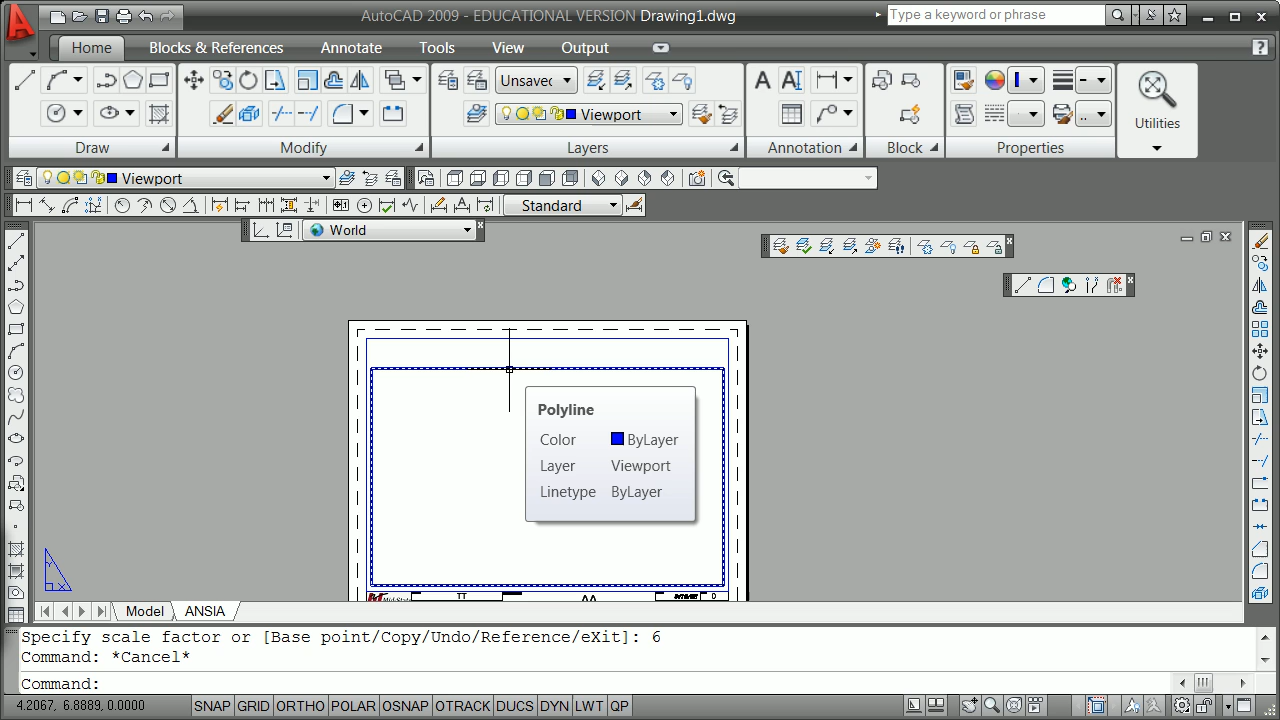 AutoCAD 2009 - EDUCATIONAL VERSION Drawing1.dwg
Type a keyword or phrase
Home Blocks & References Annotate Tools View Output
Unsavec
Viewport
Utilities
Draw Modify Layers Annotation Block Properties
Viewport
Standard
World
Polyline
Color ByLayer
Layer Viewport
Linetype ByLayer
TT
AA
Model ANSIA
Specify scale factor or [Base point/Copy/Undo/Reference/eXit]: 6
Command: *Cancel*
Command:
4.2067, 6.8889, 0.0000 SNAP GRID ORTHO POLAR OSNAP OTRACK DUCS DYN LWT QP